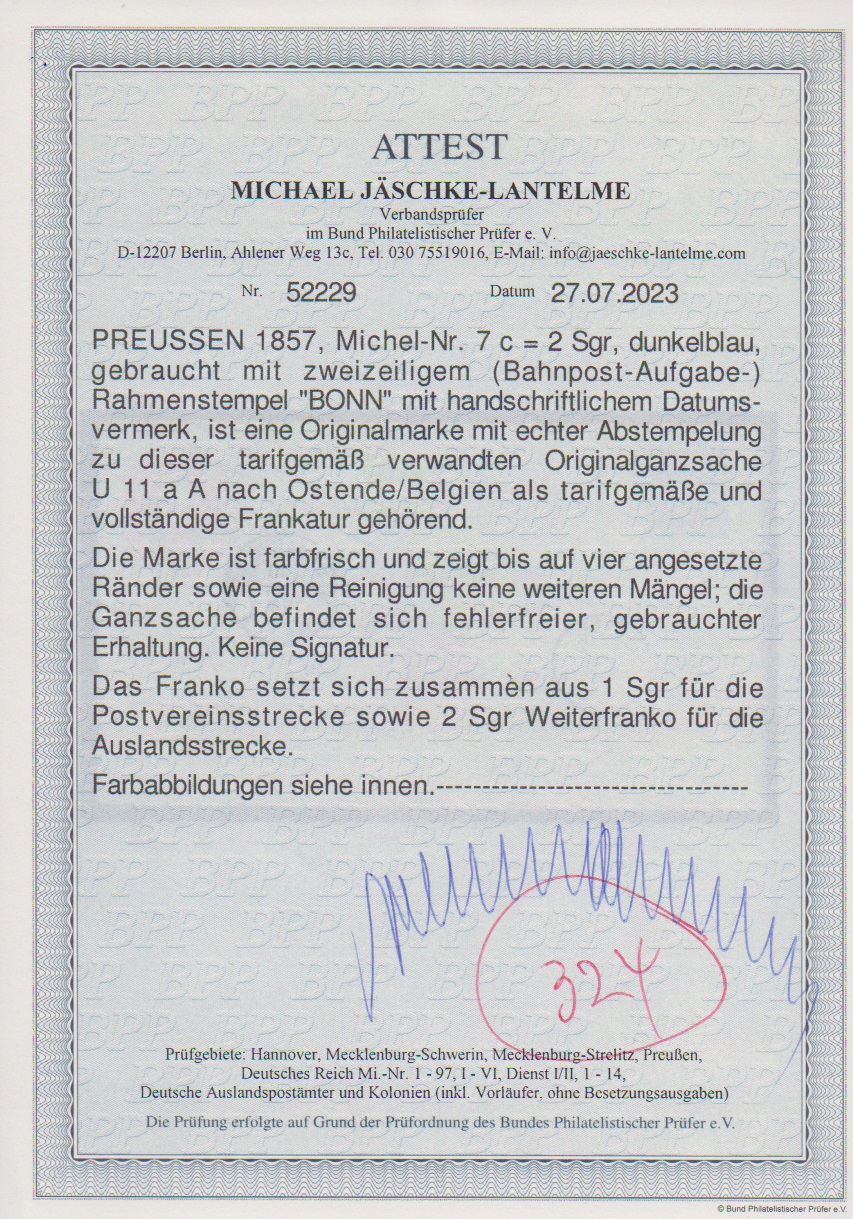 ATTEST
MICHAEL JÄSCHKE-LANTELME
Verbandsprüfer
im Bund Philatelistischer Prüfer e. V.
D-12207 Berlin, Ahlener Weg 13c, Tel. 030 75519016, E-Mail: info@jaeschke-lantelme.com
Nr. 52229 Datum 27.07.2023
PREUSSEN 1857, Michel-Nr. 7 c = 2 Sgr, dunkelblau,
gebraucht mit zweizeiligem (Bahnpost-Aufgabe-)
Rahmenstempel "BONN" mit handschriftlichem Datums-
vermerk, ist eine Originalmarke mit echter Abstempelung
zu dieser tarifgemäß verwandten Originalganzsache
U 11 a A nach Ostende/Belgien als tarifgemäße und
vollständige Frankatur gehörend.
Die Marke ist farbfrisch und zeigt bis auf vier angesetzte
Ränder sowie eine Reinigung keine weiteren Mängel; die
Ganzsache befindet sich fehlerfreier, gebrauchter
Erhaltung. Keine Signatur.
Das Franko setzt sich zusammen aus 1 Sgr für die
Postvereinsstrecke sowie 2 Sgr Weiterfranko für die
Auslandsstrecke.
Farbabbildungen siehe innen.----------------------------------
324
Prüfgebiete: Hannover, Mecklenburg-Schwerin, Mecklenburg-Strelitz, Preußen,
Deutsches Reich Mi.-Nr. 1 - 97, I - VI, Dienst I/II, 1 - 14,
Deutsche Auslandspostämter und Kolonien (inkl. Vorläufer, ohne Besetzungsausgaben)
Die Prüfung erfolgte auf Grund der Prüfordnung des Bundes Philatelistischer Prüfer e.V.
© Bund Philatelistischer Prüfer e.V.